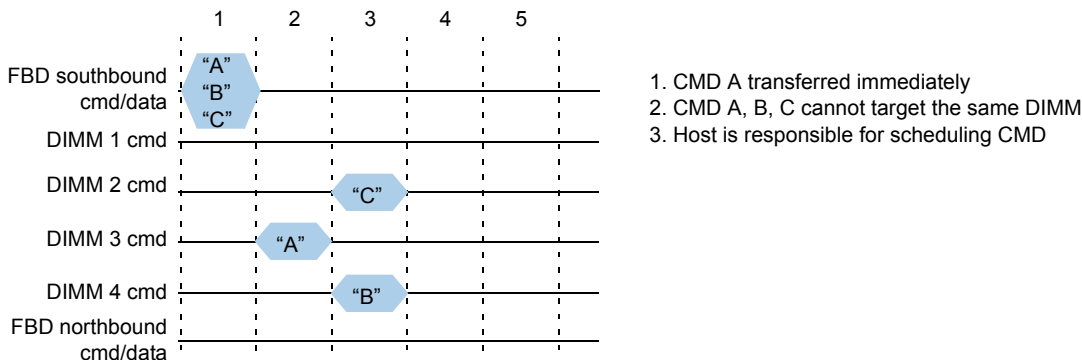 1 2 3 4 5
FBD southbound
cmd/data
“A”
“B”
“C”
DIMM 1 cmd
DIMM 2 cmd
“C”
DIMM 3 cmd
“A”
DIMM 4 cmd
“B”
FBD northbound
cmd/data
1. CMD A transferred immediately
2. CMD A, B, C cannot target the same DIMM
3. Host is responsible for scheduling CMD